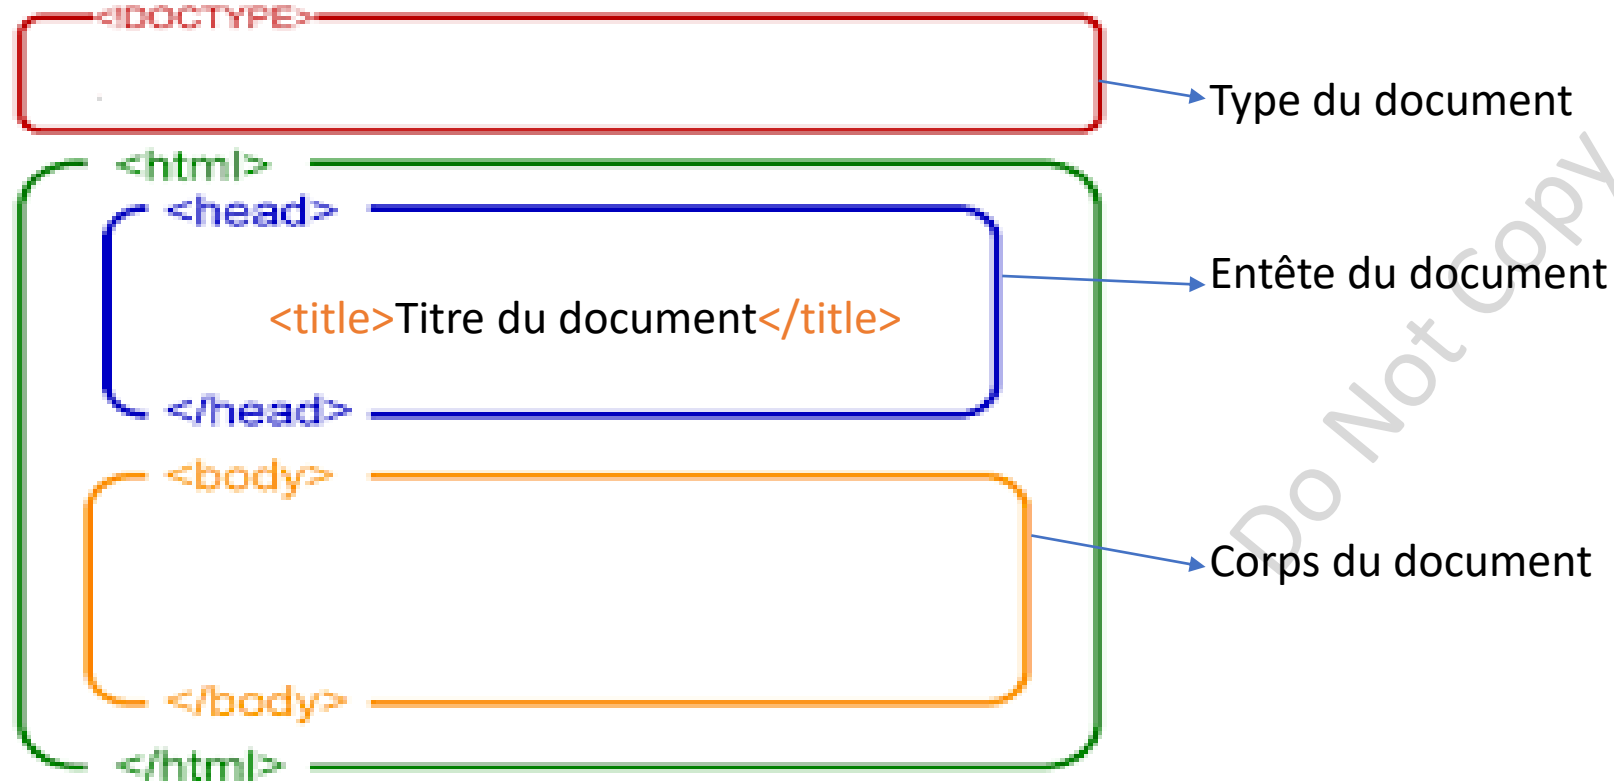 <!DOCTYPE>
Type du document
<html>
<head>
Entête du document
<title>Titre du document</title>
</head>
<body>
Corps du document
</body>
</html>
Do Not Copy